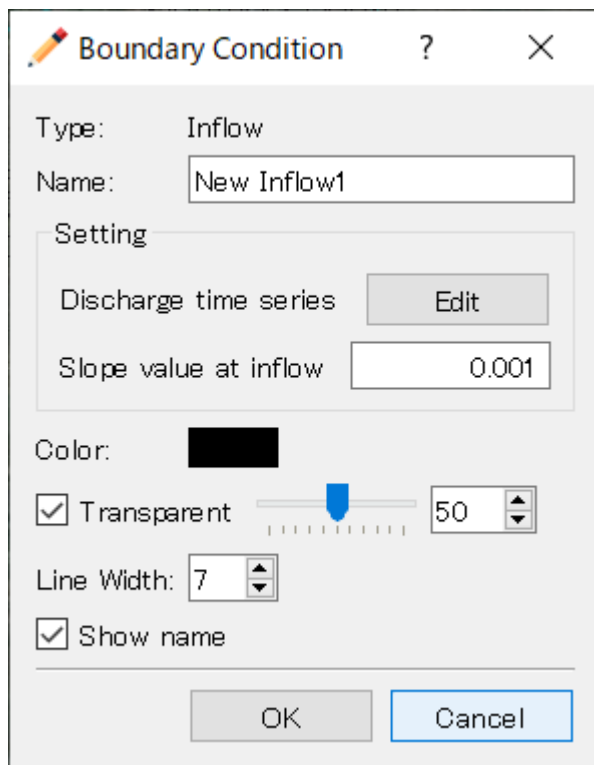 Boundary Condition ?
Type: Inflow
Name: New Inflow1
Setting
Discharge time series Edit
Slope value at inflow 0.001
Color:
Transparent 50
Line Width: 7
Show name
OK Cancel